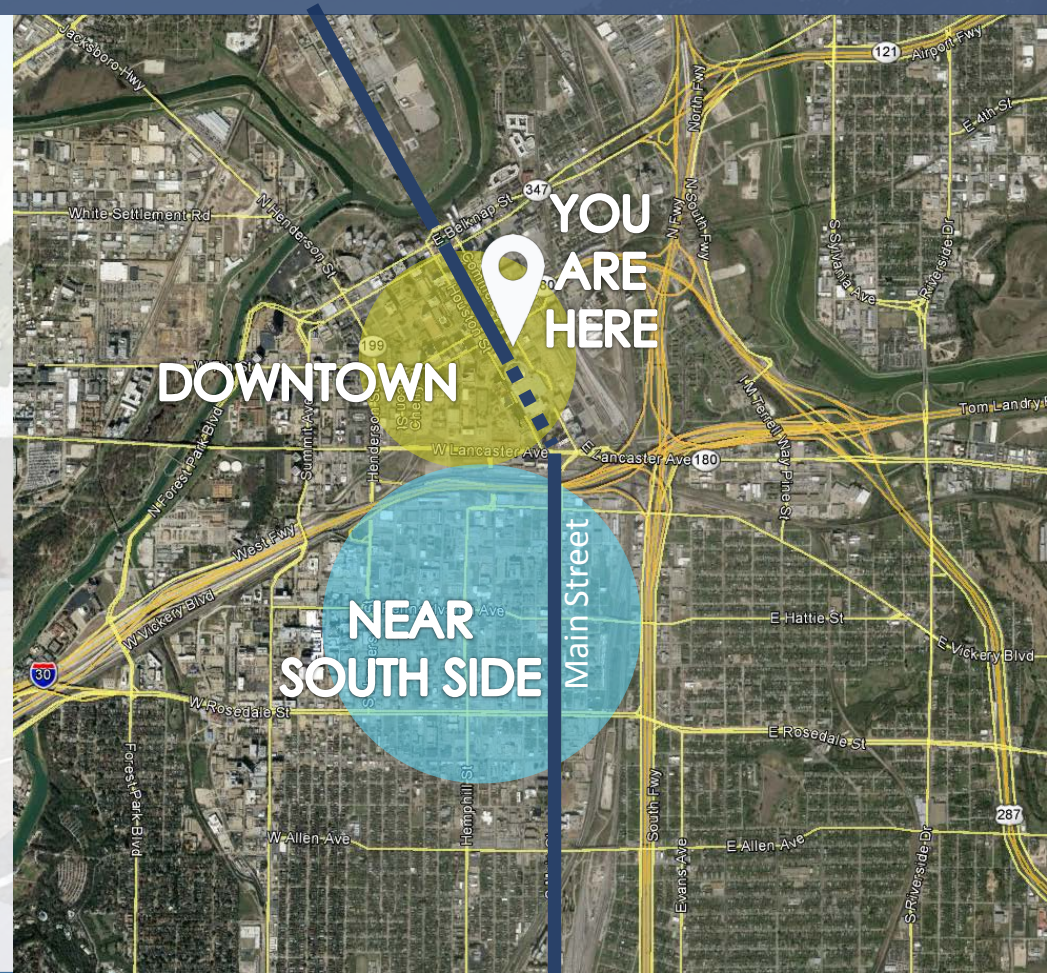 Jacksboro Hwy
121
Airport Fwy
North Fwy
E 4th St
347
White Settlement Rd
N Henderson St
E Belknap St
YOU
ARE
HERE
N Fwy
S North Fwy
S Sylvania Ave
Riverside Dr
Houston St
199
DOWNTOWN
Summit Ave
Henderson St
N Forest Park Blvd
W Lancaster Ave
E Lancaster Ave
180
I M Terrell Way
Pine St
Tom Landry
West Fwy
W Vickery Blvd
30
NEAR
SOUTH SIDE
Main Street
Ave
E Hattie St
E Vickery Blvd
W Rosedale St
E Rosedale St
Forest Park Blvd
Hemphill St
South Fwy
287
W Allen Ave
E Allen Ave
Evans Ave
S Riverside Dr